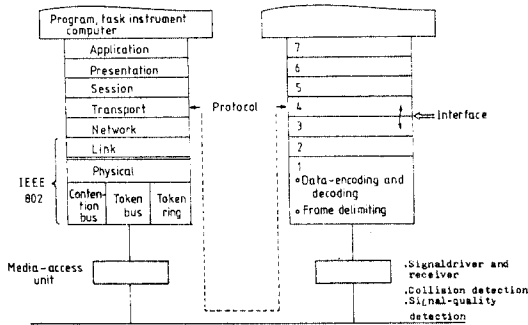 Program, task instrument
computer
Application
Presentation
Session
Transport
Network
Link
Physical
Conten-
tion
bus
Token
bus
Token
ring
IEEE
802
Media-access
unit
Protocol
7
6
5
4
3
2
1
Interface
Data-encoding and
decoding
Frame delimiting
.Signaldriver and
receiver
.Collision detection
.Signal-quality
detection